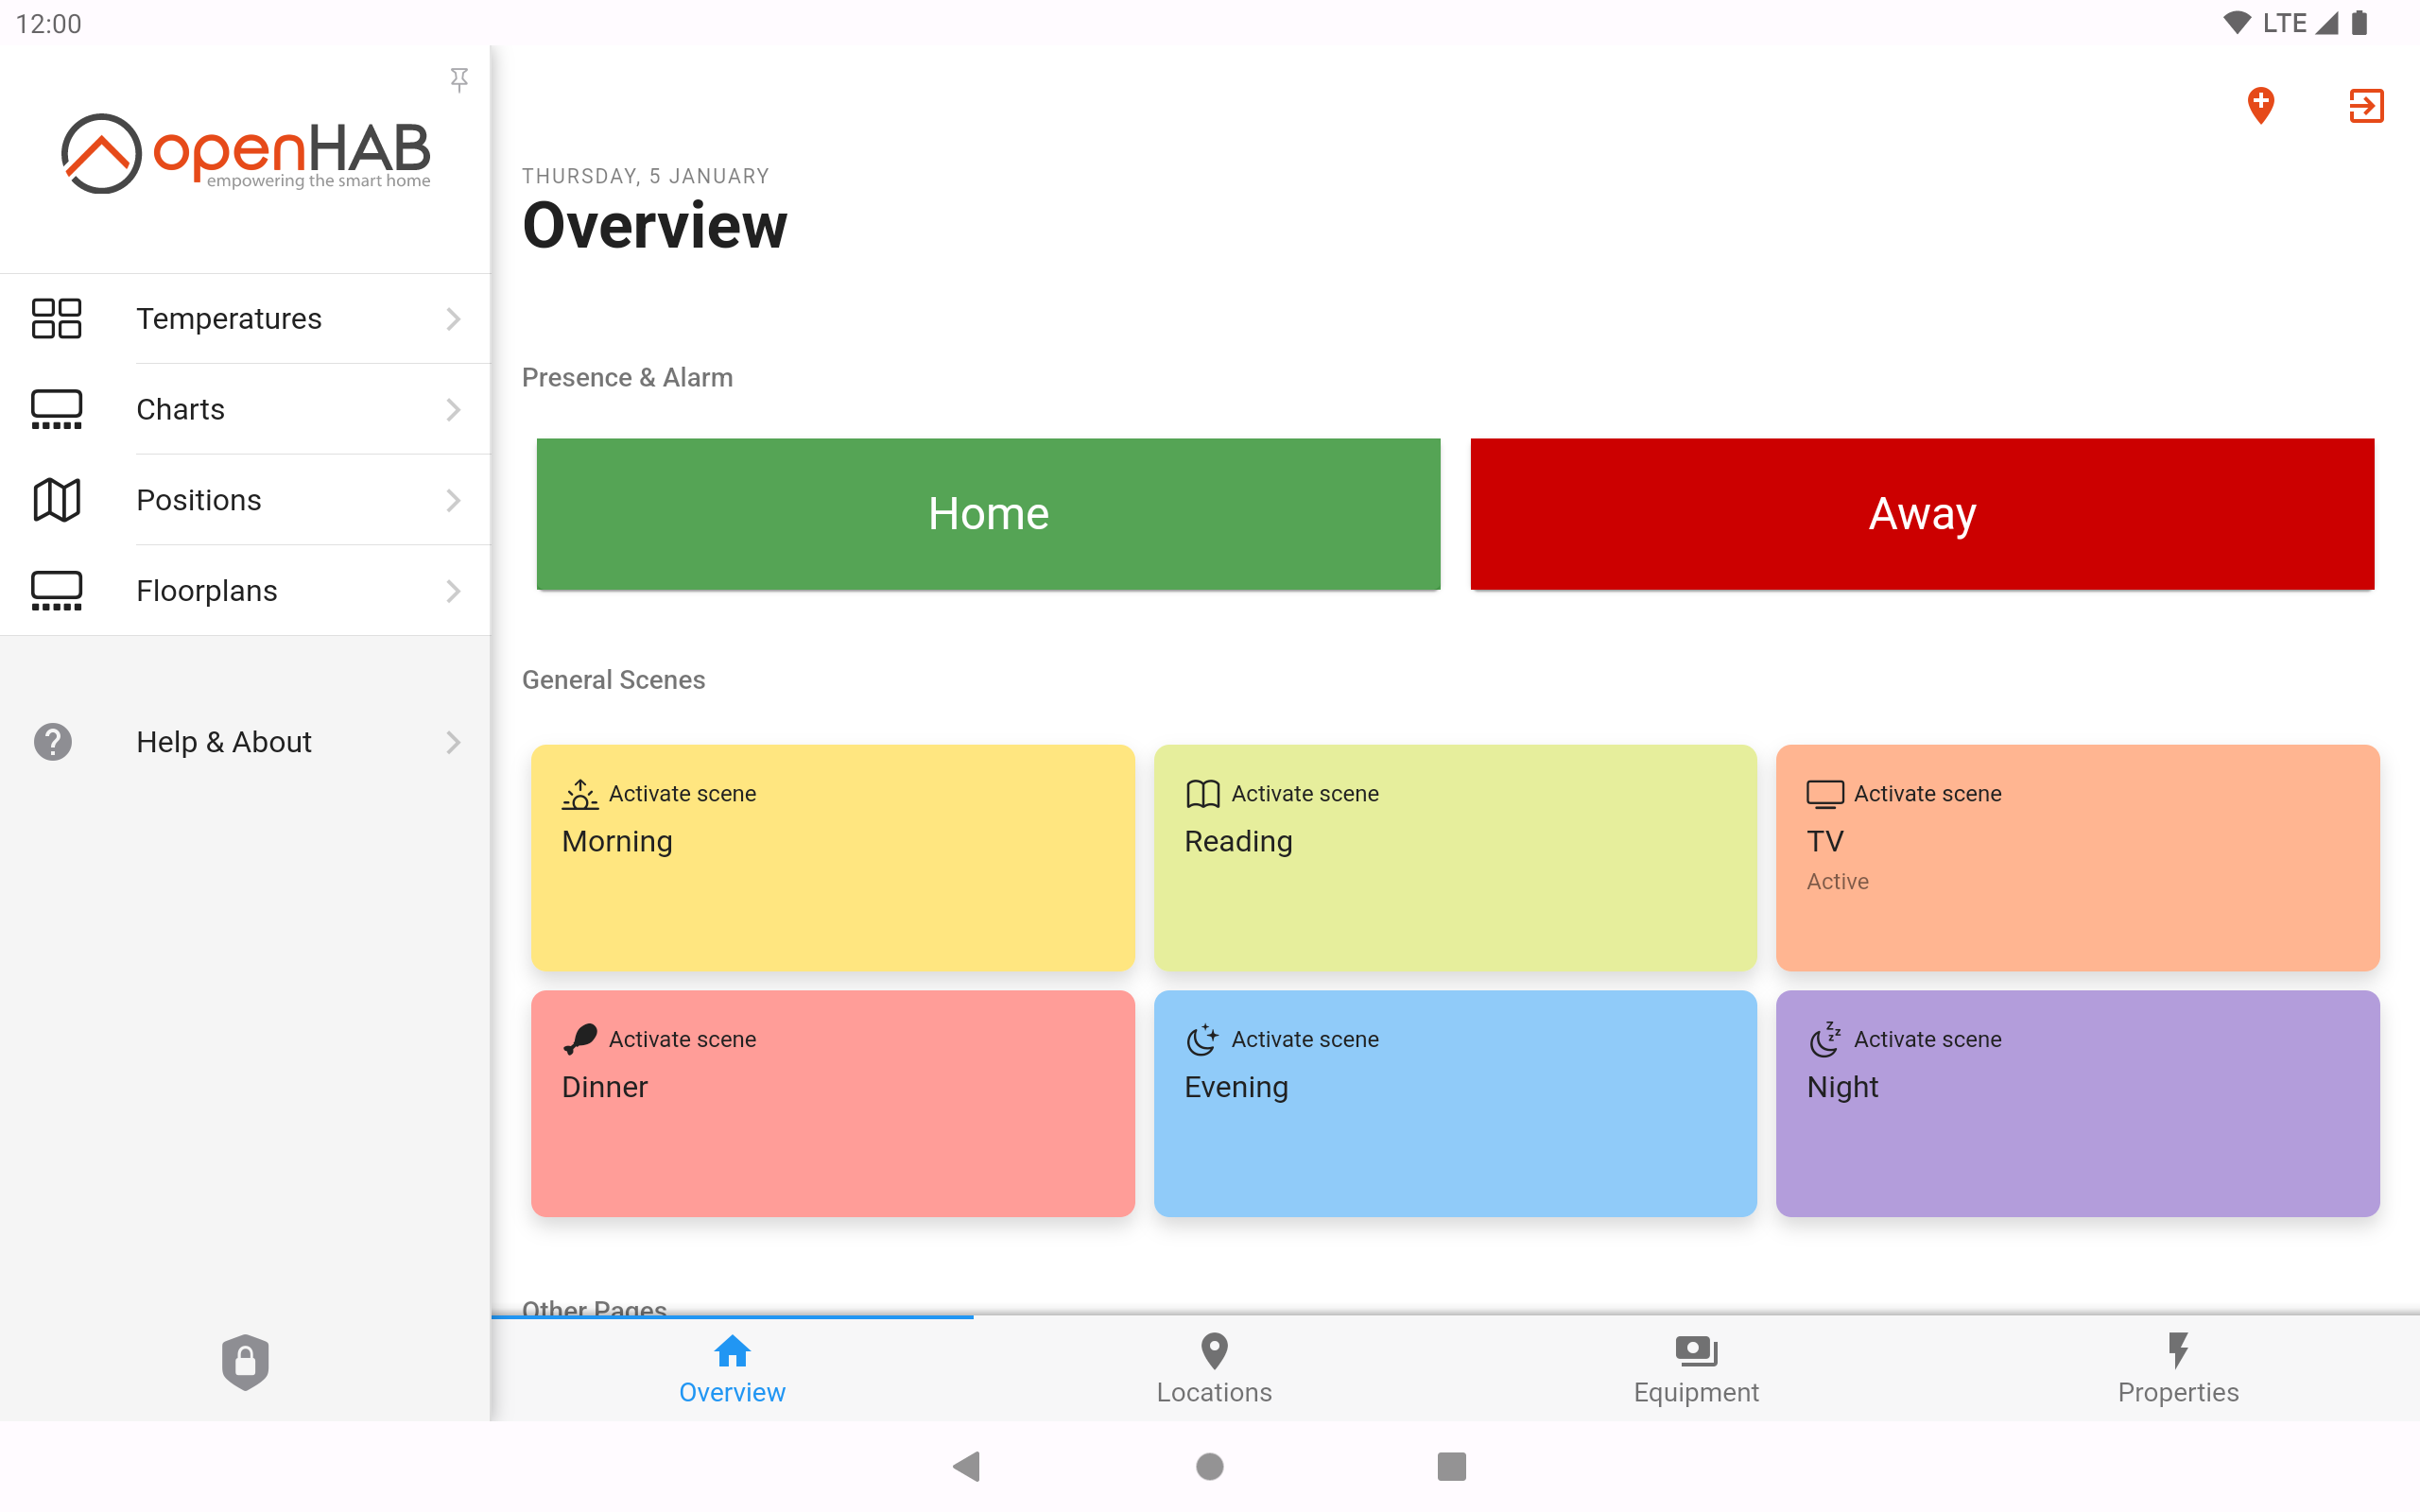 12:00
LTE
openHAB
empowering the smart home
Temperatures
Charts
Positions
Floorplans
Help & About
THURSDAY, 5 JANUARY
Overview
Presence & Alarm
Home
Away
General Scenes
Activate scene
Morning
Activate scene
Reading
Activate scene
TV
Active
Activate scene
Dinner
Activate scene
Evening
Activate scene
Night
Other Pages
Overview
Locations
Equipment
Properties